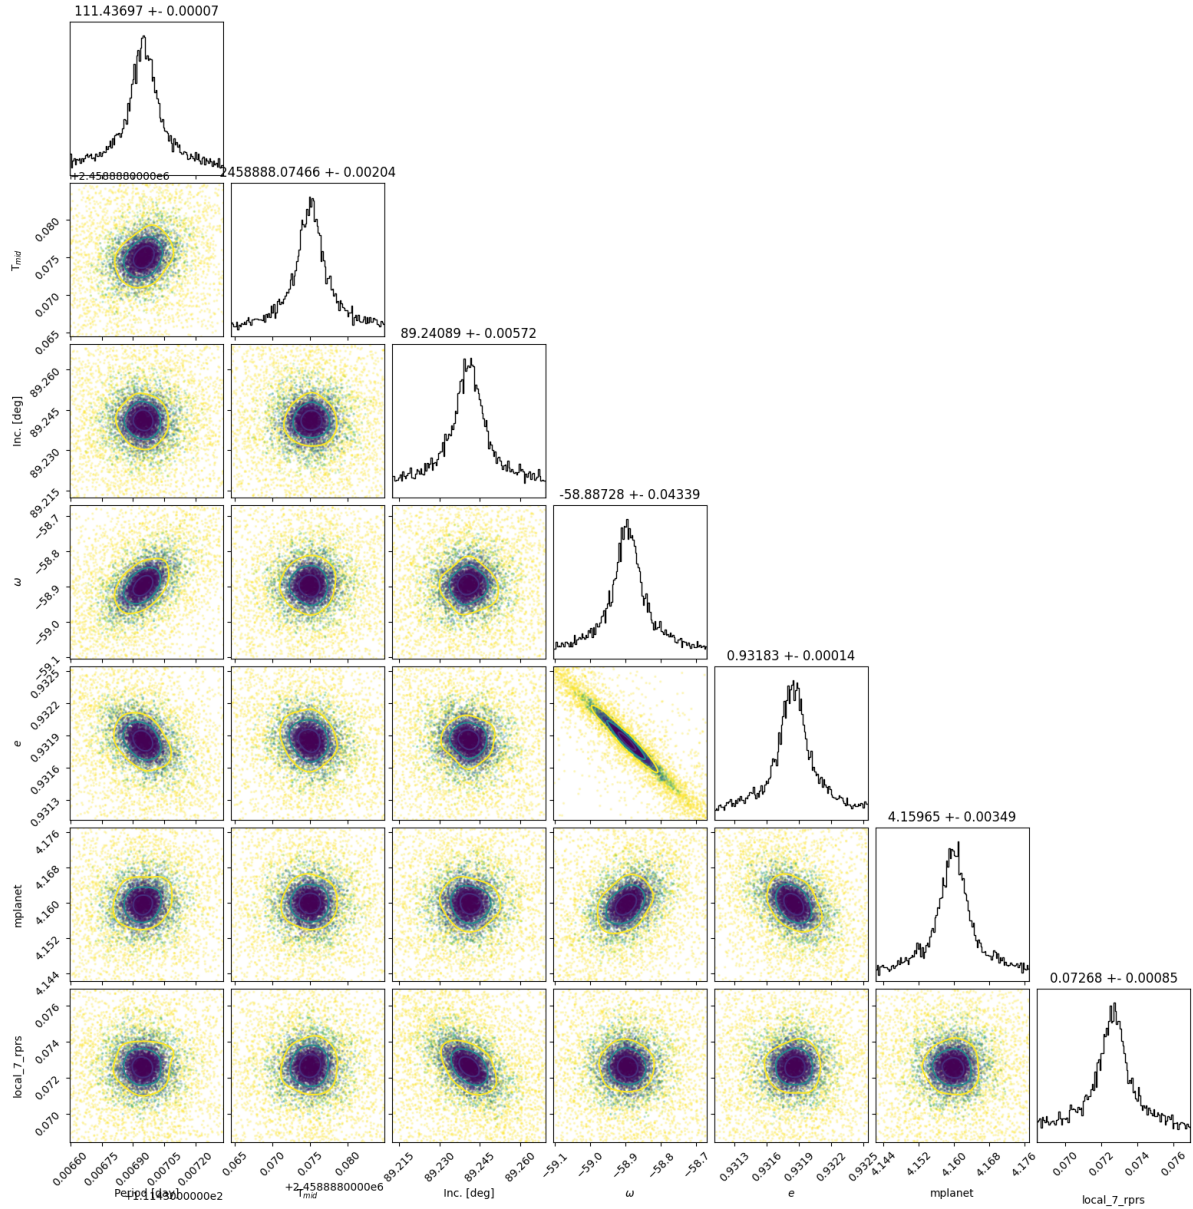 111.43697 +- 0.00007
+2.4588880000e6
2458888.07466 +- 0.00204
T_mid
0.080
0.075
0.070
0.065
89.24089 +- 0.00572
Inc. [deg]
89.260
89.245
89.230
89.215
-58.88728 +- 0.04339
ω
−58.7
−58.8
−58.9
−59.0
−59.1
0.93183 +- 0.00014
e
0.9325
0.9322
0.9319
0.9316
0.9313
4.15965 +- 0.00349
mplanet
4.176
4.168
4.160
4.152
4.144
0.07268 +- 0.00085
local_7_rprs
0.076
0.074
0.072
0.070
0.00660 0.00675 0.00690 0.00705 0.00720 0.065 0.070 0.075 0.080 89.215 89.230 89.245 89.260 −59.1 −59.0 −58.9 −58.8 −58.7 0.9313 0.9316 0.9319 0.9322 0.9325 4.144 4.152 4.160 4.168 4.176 0.070 0.072 0.074 0.076
+2.4588880000e6
Period [day] T_mid Inc. [deg] ω e mplanet
local_7_rprs